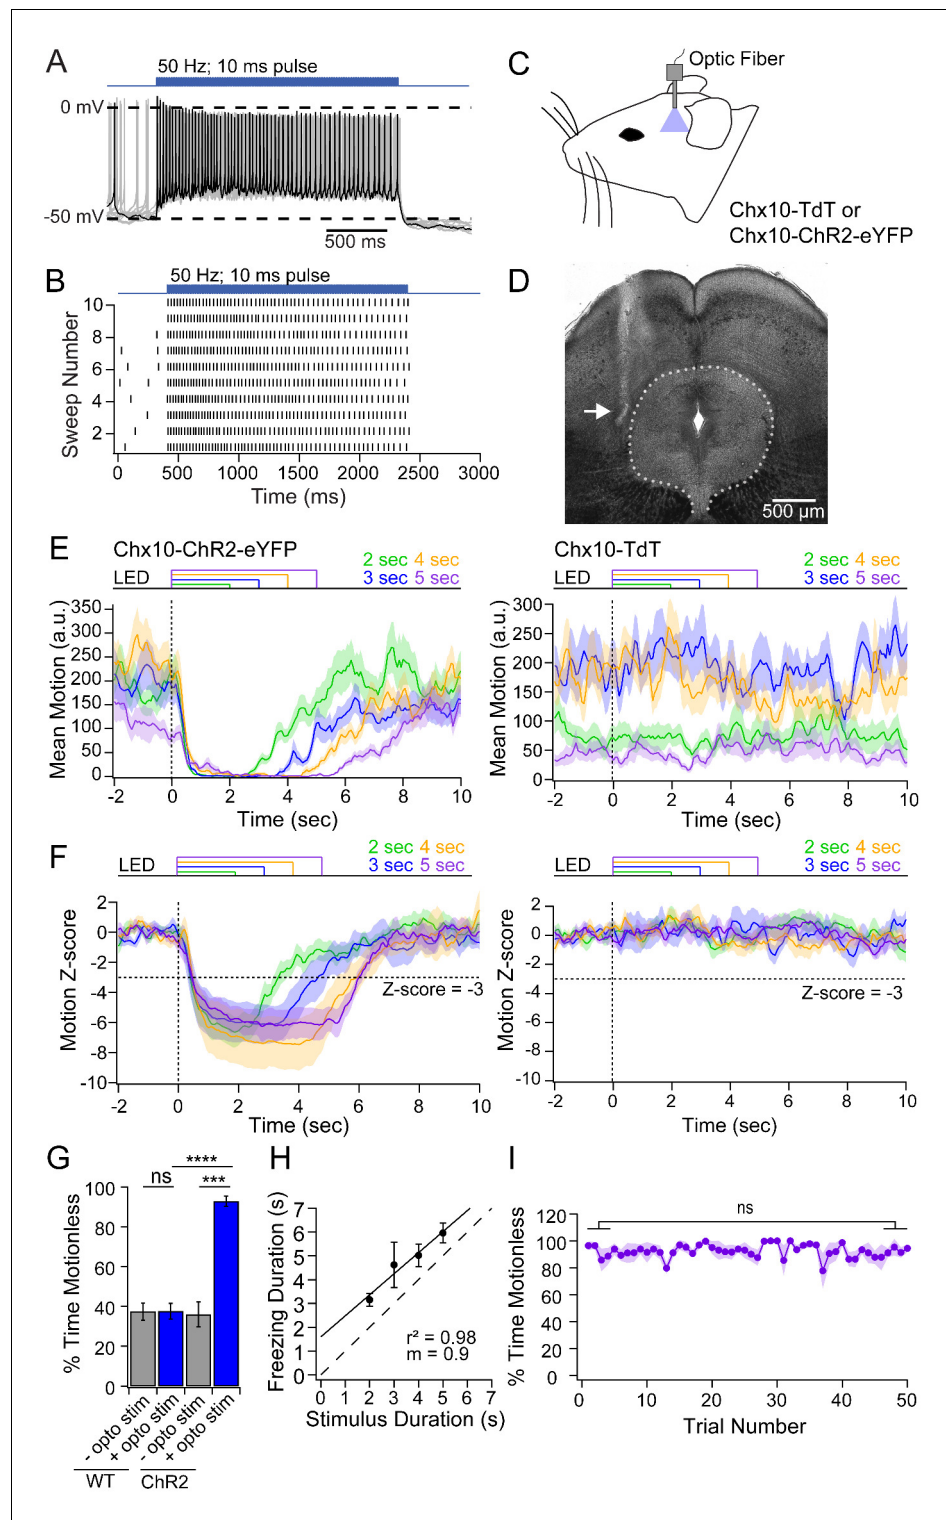 A
50 Hz; 10 ms pulse
0 mV
-50 mV
500 ms
B
50 Hz; 10 ms pulse
Sweep Number
10
8
6
4
2
0 500 1000 1500 2000 2500 3000
Time (ms)
C
Optic Fiber
Chx10-TdT or
Chx10-ChR2-eYFP
D
500 µm
E
Chx10-ChR2-eYFP
2 sec 4 sec
3 sec 5 sec
LED
Mean Motion (a.u.)
350
300
250
200
150
100
50
0
-2 0 2 4 6 8 10
Time (sec)
Chx10-TdT
2 sec 4 sec
3 sec 5 sec
LED
Mean Motion (a.u.)
300
250
200
150
100
50
0
-2 0 2 4 6 8 10
Time (sec)
F
2 sec 4 sec
3 sec 5 sec
LED
Motion Z-score
2
0
-2
-4
-6
-8
-10
Z-score = -3
-2 0 2 4 6 8 10
Time (sec)
2 sec 4 sec
3 sec 5 sec
LED
Motion Z-score
2
0
-2
-4
-6
-8
-10
Z-score = -3
-2 0 2 4 6 8 10
Time (sec)
G
****
ns
***
% Time Motionless
100
80
60
40
20
0
- opto stim
+ opto stim
- opto stim
+ opto stim
WT
ChR2
H
Freezing Duration (s)
7
6
5
4
3
2
1
0
r² = 0.98
m = 0.9
0 1 2 3 4 5 6 7
Stimulus Duration (s)
I
ns
% Time Motionless
120
100
80
60
40
20
0
0 10 20 30 40 50
Trial Number